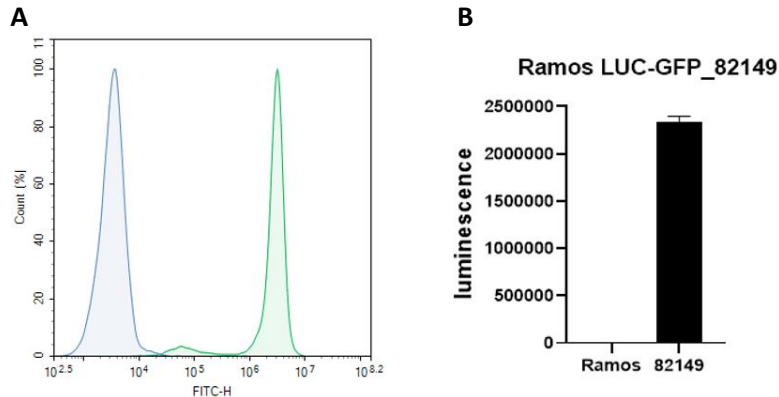 A
Count (%)
11
100
80
60
40
20
0
10^2.5 10^4 10^5 10^6 10^7 10^8.2
FITC-H
B
Ramos LUC-GFP_82149
luminescence
2500000
2000000
1500000
1000000
500000
0
Ramos 82149